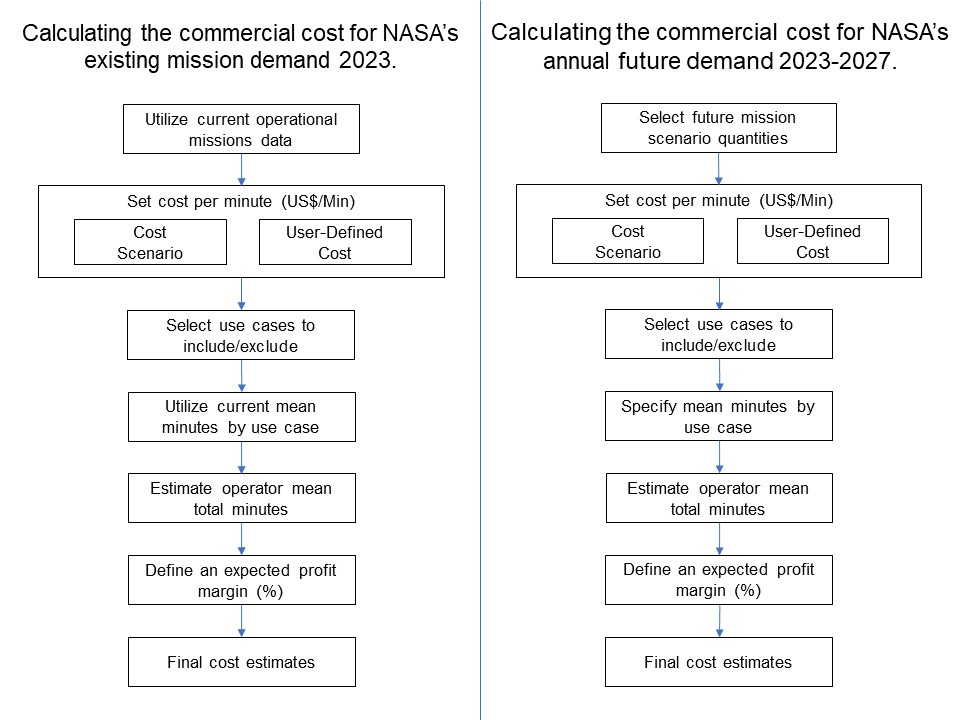 Calculating the commercial cost for NASA's
existing mission demand 2023.
Utilize current operational
missions data
Set cost per minute (US$/Min)
Cost
Scenario
User-Defined
Cost
Select use cases to
include/exclude
Utilize current mean
minutes by use case
Estimate operator mean
total minutes
Define an expected profit
margin (%)
Final cost estimates
Calculating the commercial cost for NASA's
annual future demand 2023-2027.
Select future mission
scenario quantities
Set cost per minute (US$/Min)
Cost
Scenario
User-Defined
Cost
Select use cases to
include/exclude
Specify mean minutes by
use case
Estimate operator mean
total minutes
Define an expected profit
margin (%)
Final cost estimates